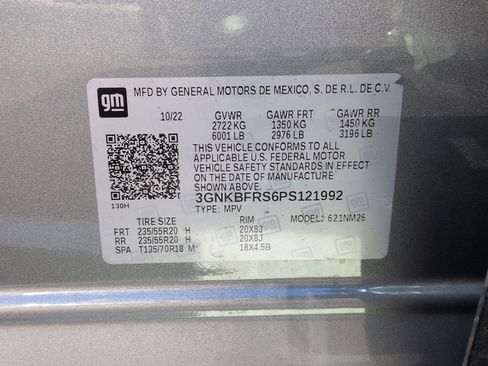 gm
MFD BY GENERAL MOTORS DE MEXICO, S. DE R.L. DE C.V.
10/22 GVWR GAWR FRT GAWR RR
2722 KG 1350 KG 1450 KG
6001 LB 2976 LB 3196 LB
THIS VEHICLE CONFORMS TO ALL
APPLICABLE U.S. FEDERAL MOTOR
VEHICLE SAFETY STANDARDS IN EFFECT
ON THE DATE OF MANUFACTURE
SHOWN ABOVE.
3GNKBFRS6PS121992
130H TYPE: MPV
TIRE SIZE RIM MODEL: 621NM26
FRT 235/55R20 H 20X8J
RR 235/55R20 H 20X8J
SPA T135/70R18 M 18X4.5B